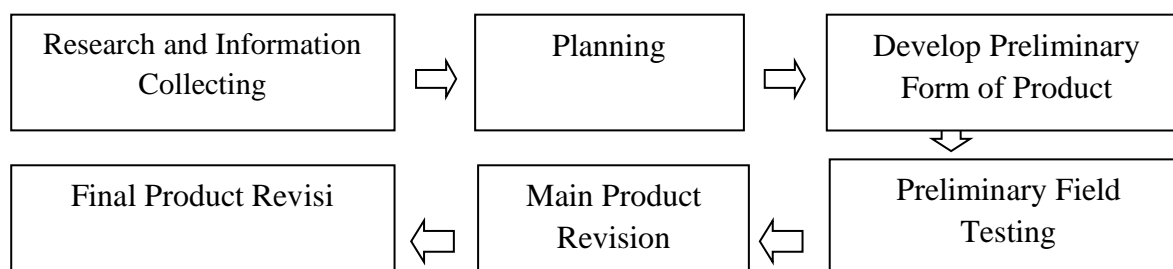 Research and Information
Collecting
Planning
Develop Preliminary
Form of Product
Preliminary Field
Testing
Main Product
Revision
Final Product Revisi